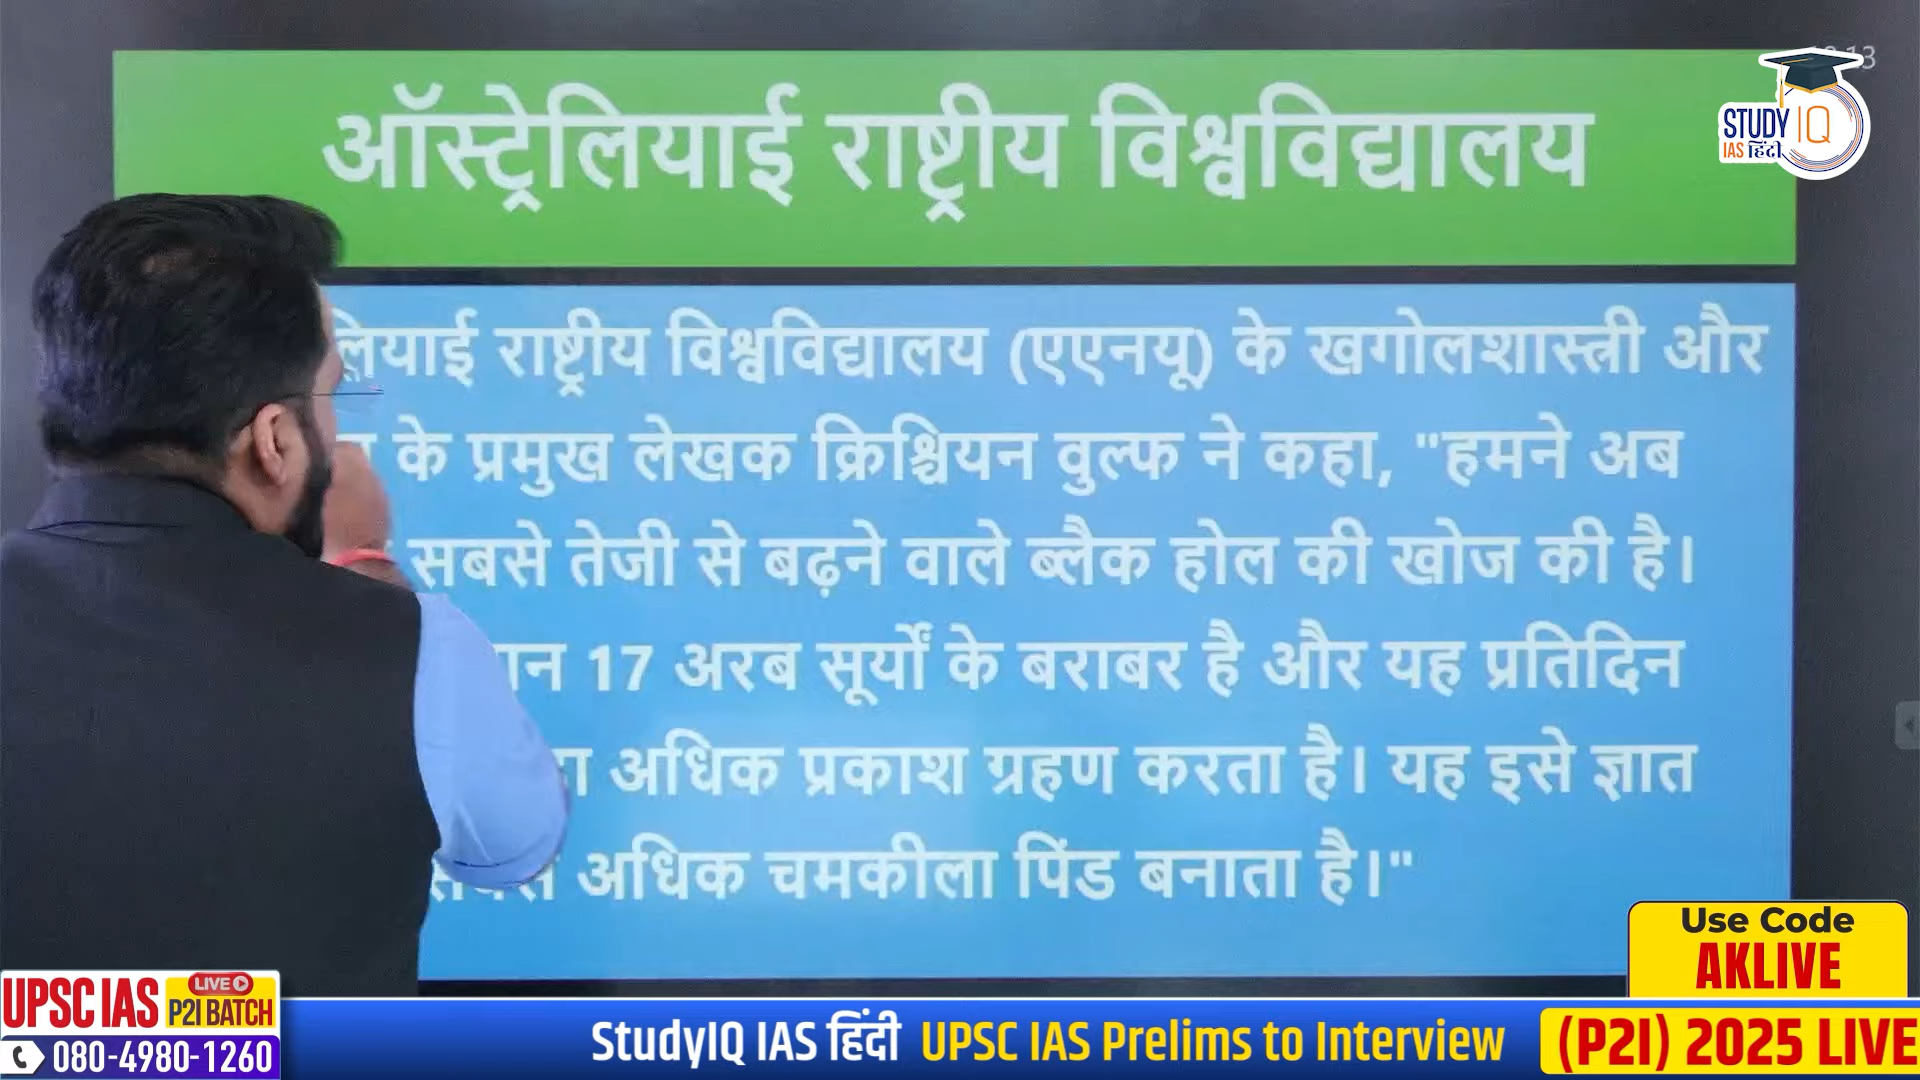 ऑस्ट्रेलियाई राष्ट्रीय विश्वविद्यालय
STUDY IQ
IAS हिंदी
राष्ट्रीय विश्वविद्यालय (एएनयू) के खगोलशास्त्री और
के प्रमुख लेखक क्रिश्चियन वुल्फ ने कहा, "हमने अब
सबसे तेजी से बढ़ने वाले ब्लैक होल की खोज की है।
17 अरब सूर्यों के बराबर है और यह प्रतिदिन
अधिक प्रकाश ग्रहण करता है। यह इसे ज्ञात
अधिक चमकीला पिंड बनाता है।"
Use Code
AKLIVE
UPSC IAS LIVE
P2I BATCH
080-4980-1260
StudyIQ IAS हिंदी UPSC IAS Prelims to Interview
(P2I) 2025 LIVE